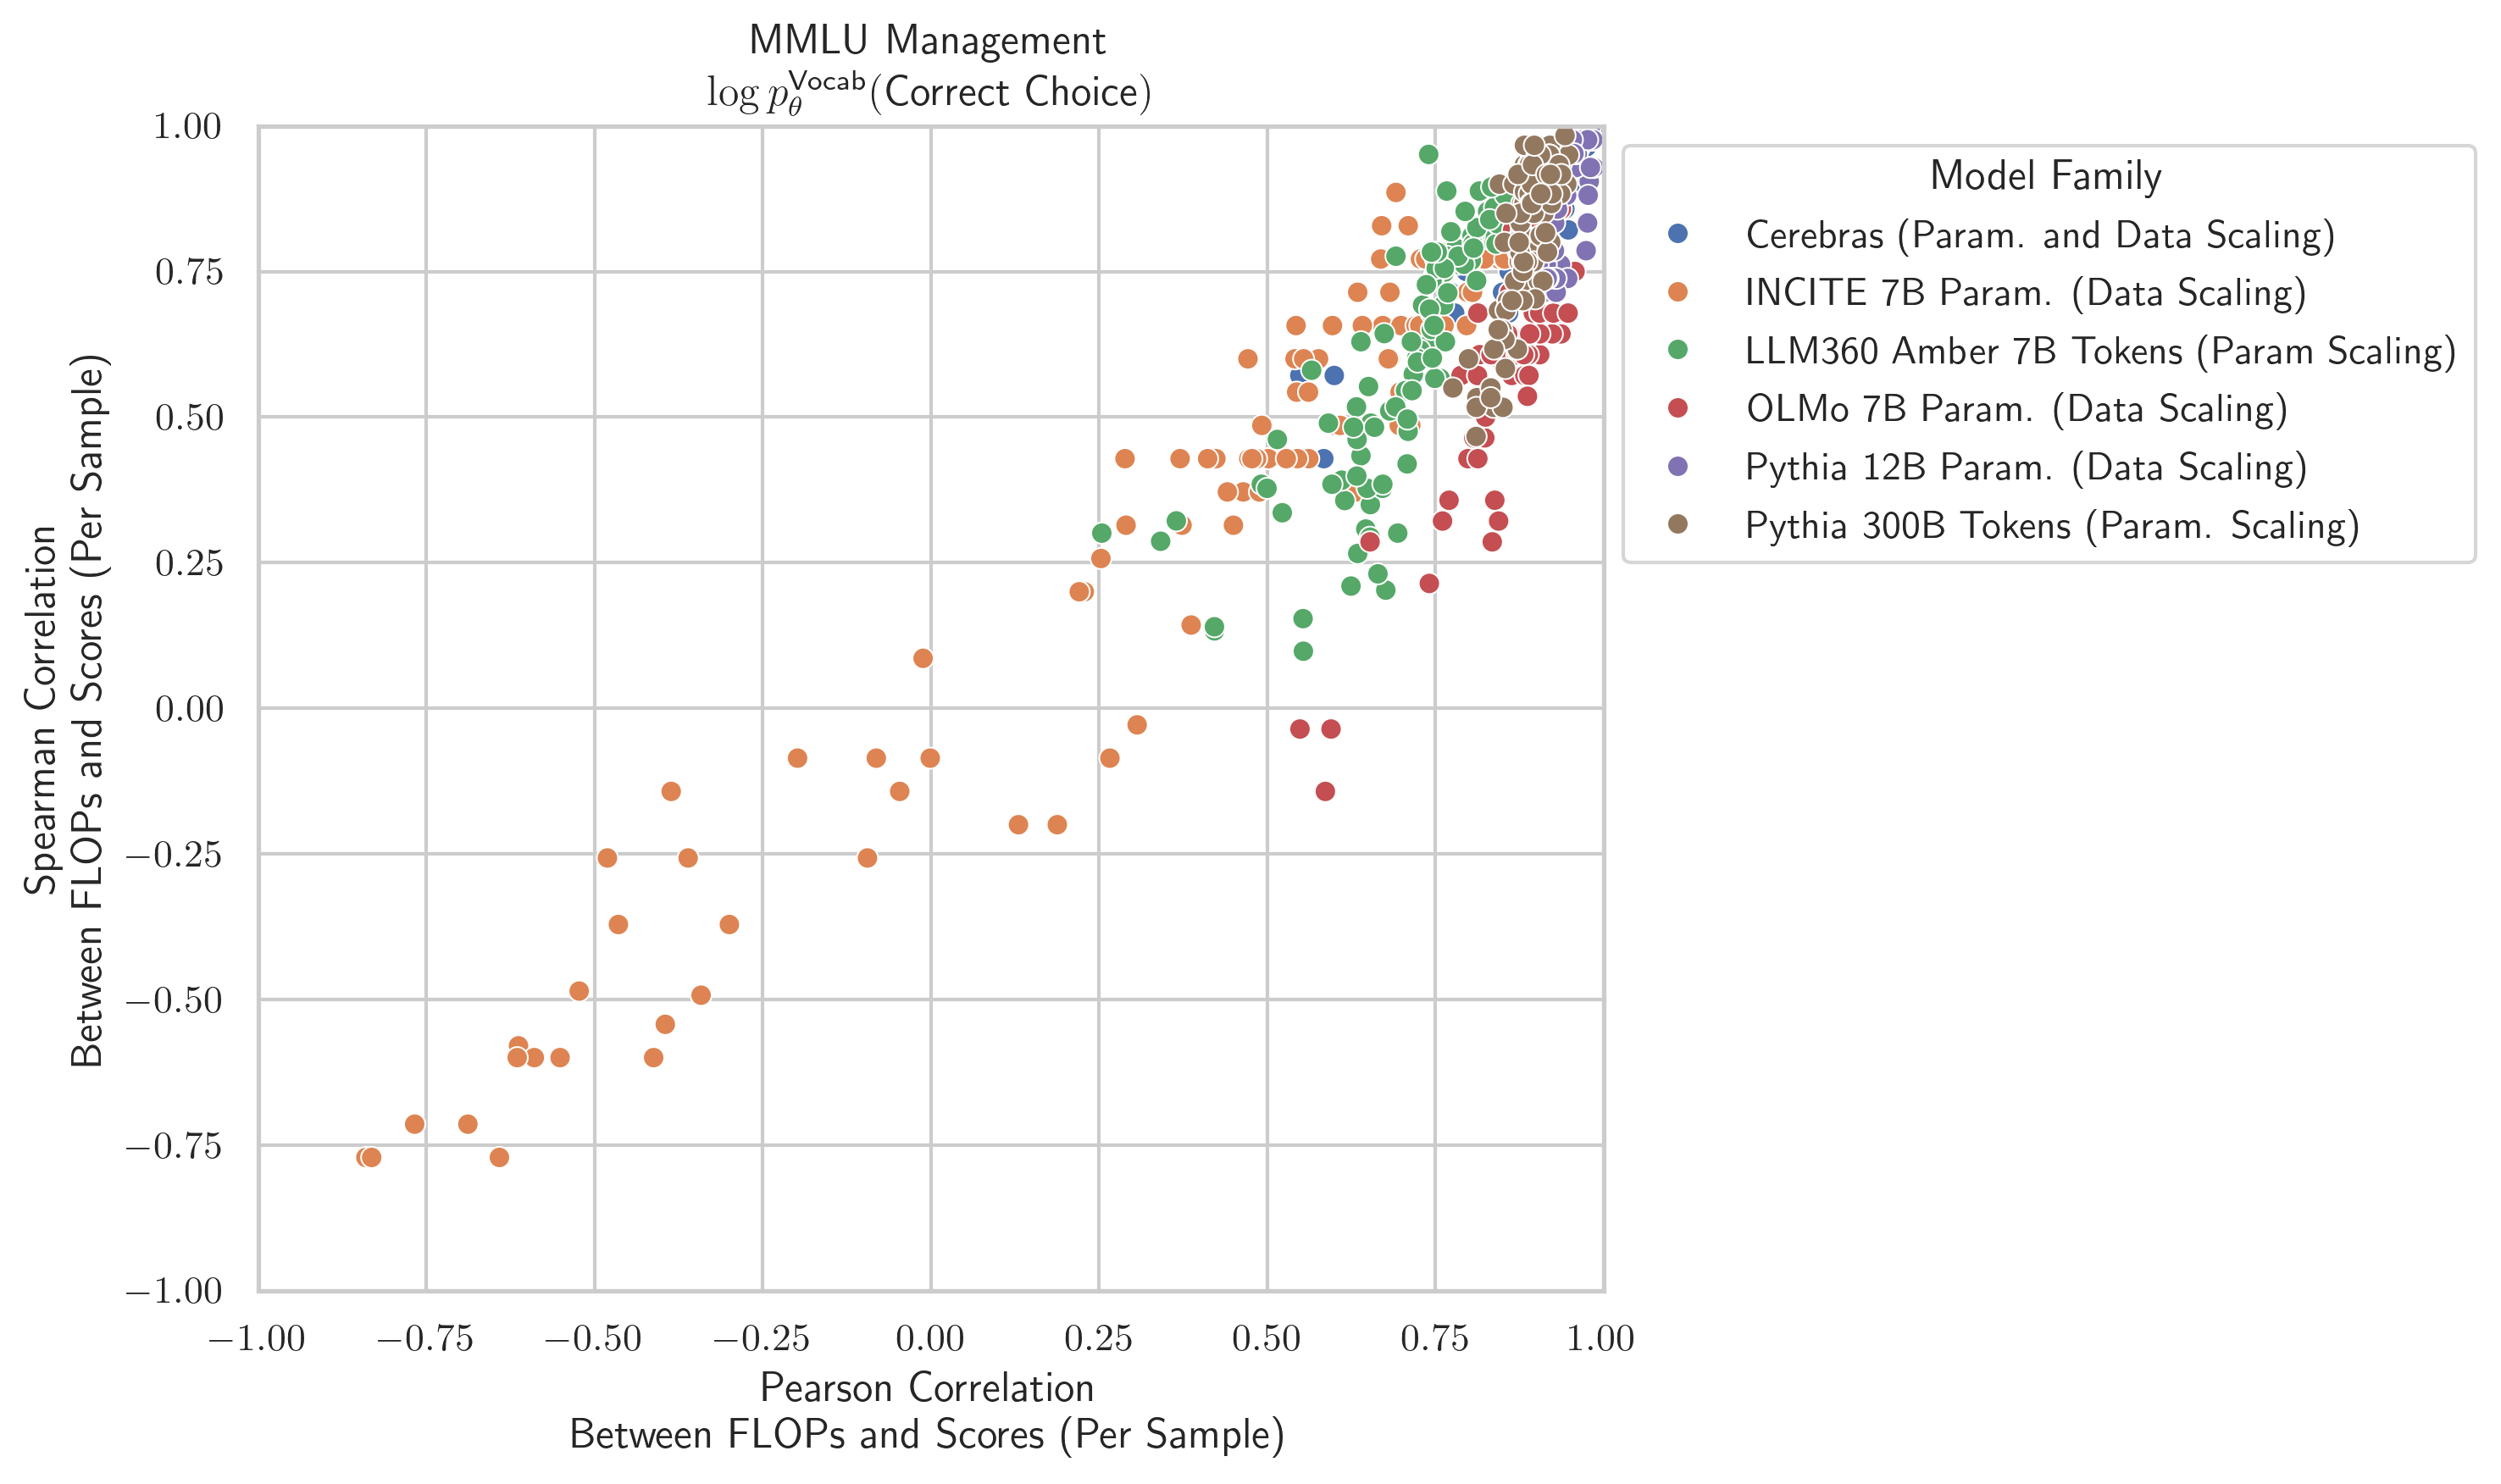 MMLU Management
log p_θ^Vocab(Correct Choice)
Spearman Correlation
Between FLOPs and Scores (Per Sample)
1.00
0.75
0.50
0.25
0.00
−0.25
−0.50
−0.75
−1.00
−1.00 −0.75 −0.50 −0.25 0.00 0.25 0.50 0.75 1.00
Pearson Correlation
Between FLOPs and Scores (Per Sample)
Model Family
Cerebras (Param. and Data Scaling)
INCITE 7B Param. (Data Scaling)
LLM360 Amber 7B Tokens (Param Scaling)
OLMo 7B Param. (Data Scaling)
Pythia 12B Param. (Data Scaling)
Pythia 300B Tokens (Param. Scaling)